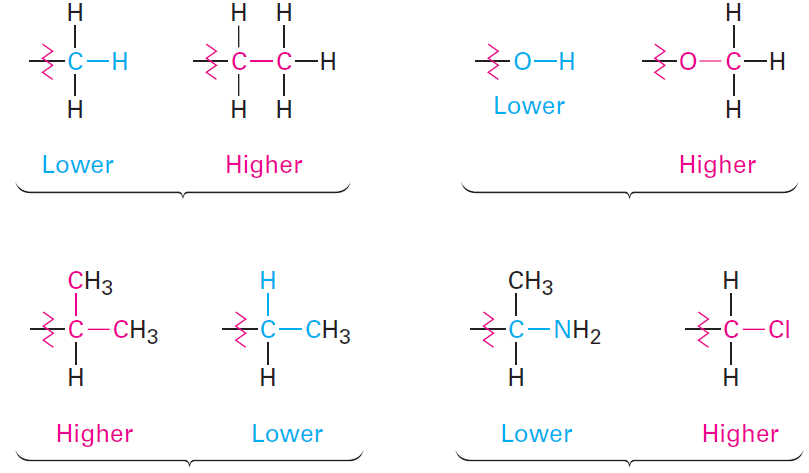 H H H H
C H C C H O H O C H
Lower
H H H H
Lower Higher Higher
CH₃ H CH₃ H
C CH₃ C CH₃ C NH₂ C Cl
H H H H
Higher Lower Lower Higher